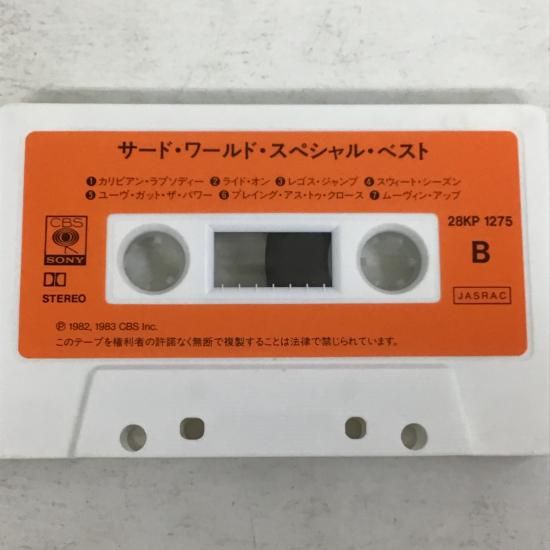 サード・ワールド・スペシャル・ベスト
❶カリビアン・ラプソディー ❷ライド・オン ❸レゴス・ジャンプ ❹スウィート・シーズン
❺ユーヴ・ガット・ザ・パワー ❻プレイング・アス・トゥ・クロース ❼ムーヴィン・アップ
CBS
SONY
28KP 1275
B
STEREO
JASRAC
Ⓟ 1982, 1983 CBS Inc.
このテープを権利者の許諾なく無断で複製することは法律で禁じられています。